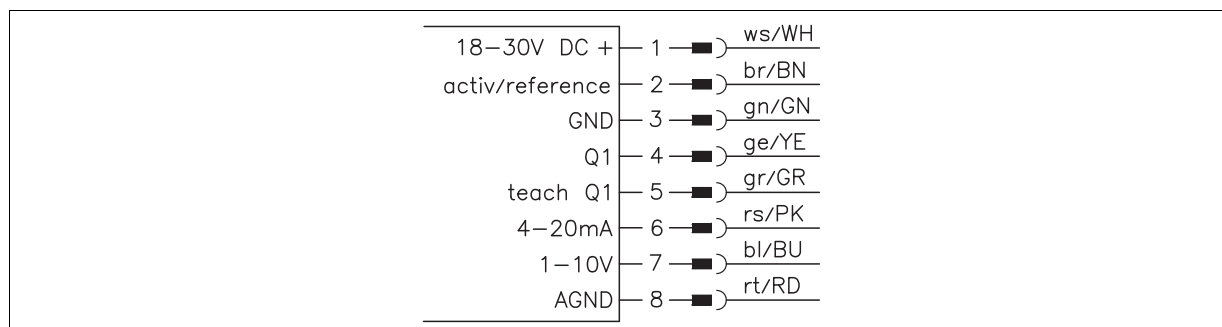 18-30V DC + 1 ws/WH
activ/reference 2 br/BN
GND 3 gn/GN
Q1 4 ge/YE
teach Q1 5 gr/GR
4-20mA 6 rs/PK
1-10V 7 bl/BU
AGND 8 rt/RD